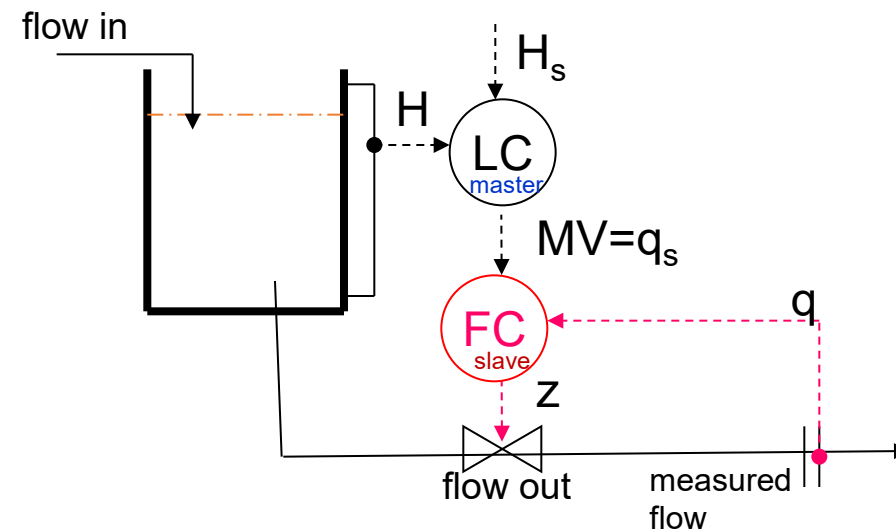 flow in
H
Hs
LC
master
MV=qs
FC
slave
q
z
flow out
measured
flow